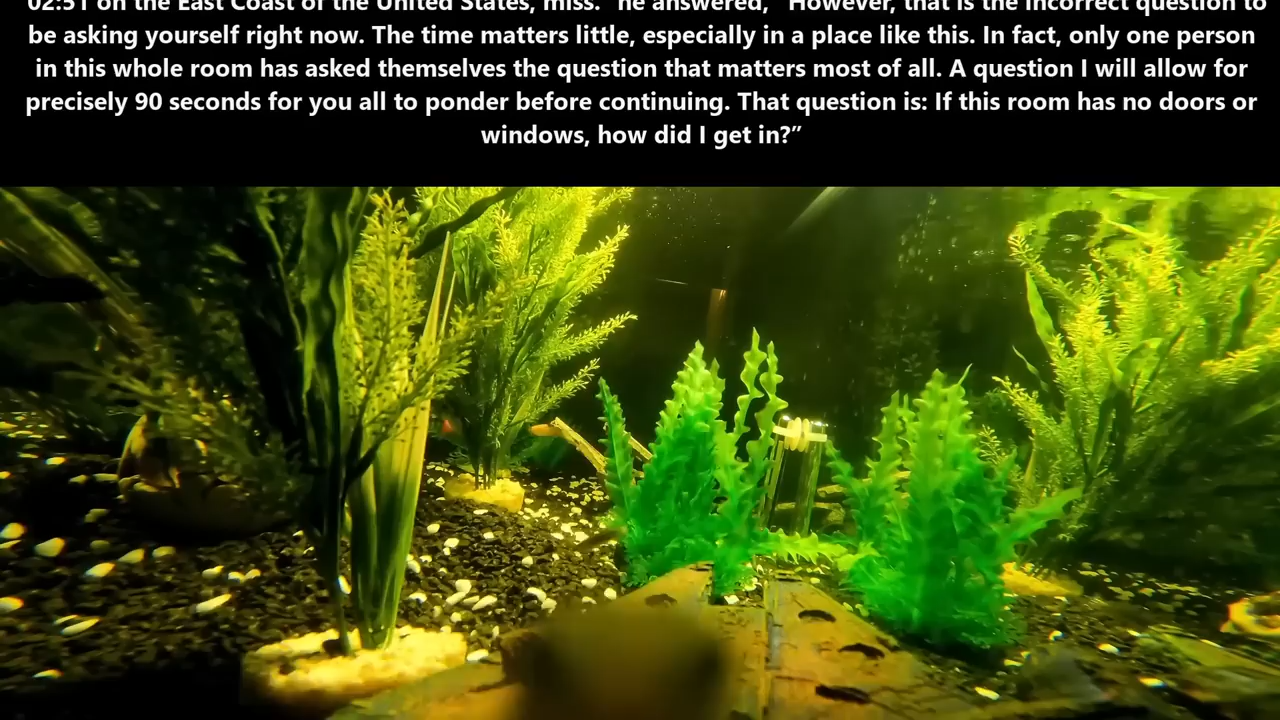 02:51 on the East Coast of the United States, miss.” he answered, “However, that is the incorrect question to
be asking yourself right now. The time matters little, especially in a place like this. In fact, only one person
in this whole room has asked themselves the question that matters most of all. A question I will allow for
precisely 90 seconds for you all to ponder before continuing. That question is: If this room has no doors or
windows, how did I get in?”